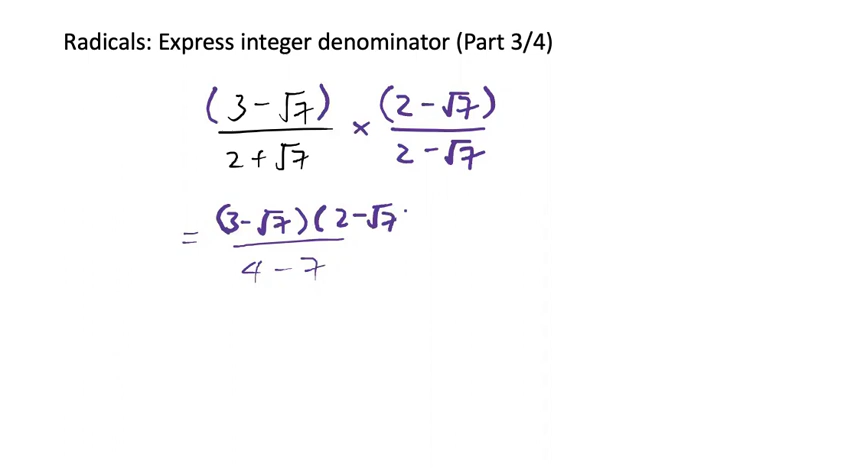 Radicals: Express integer denominator (Part 3/4)
(3 - √7) × (2 - √7)
2 + √7 2 - √7
= (3 - √7)(2 - √7
4 - 7